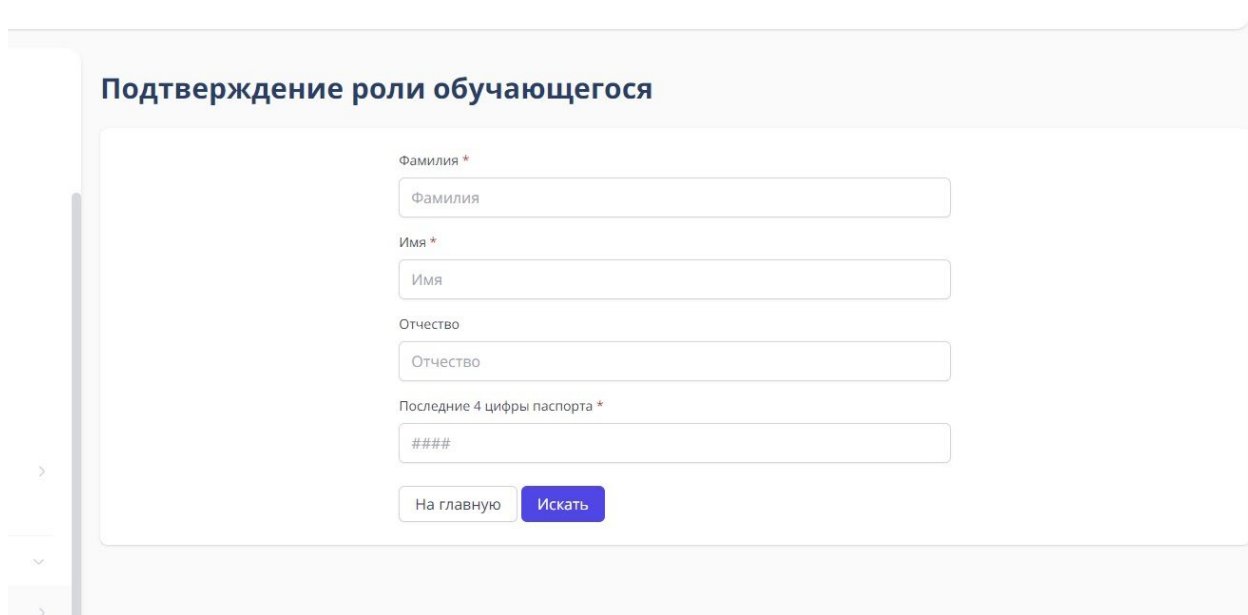 Подтверждение роли обучающегося
Фамилия *
Фамилия
Имя *
Имя
Отчество
Отчество
Последние 4 цифры паспорта *
####
На главную Искать